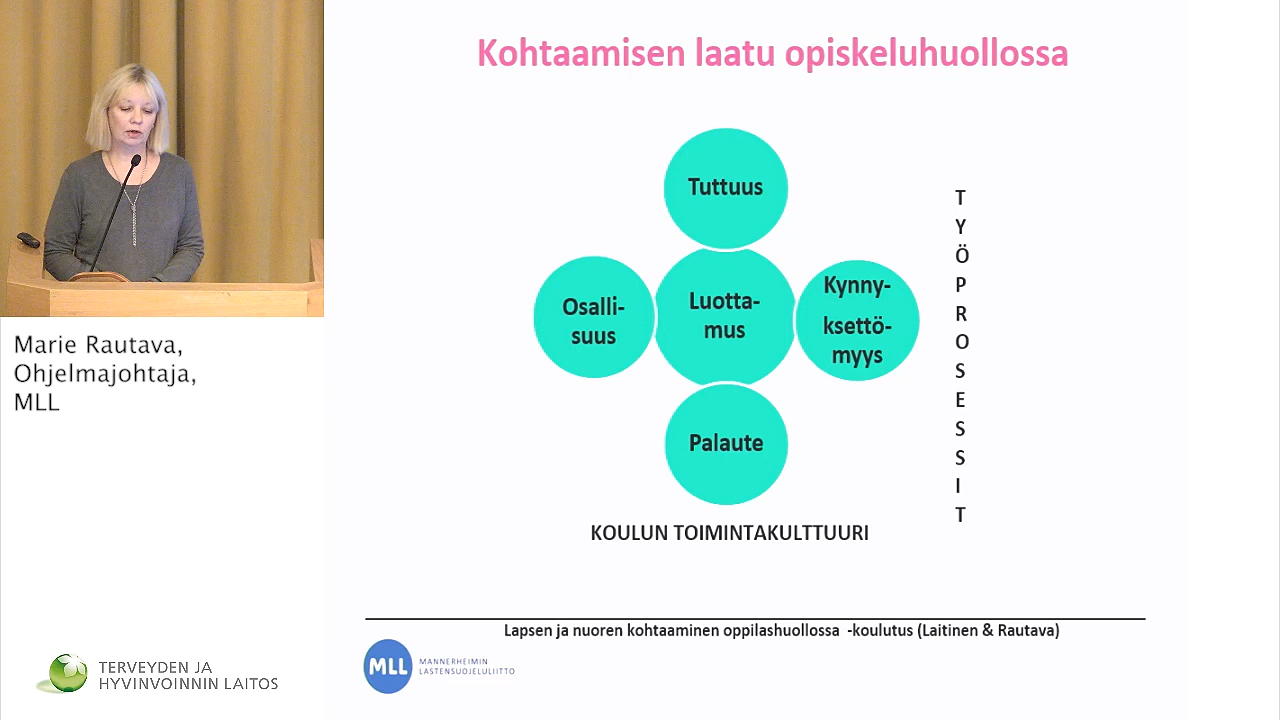 Kohtaamisen laatu opiskeluhuollossa
Tuttuus
Osalli-
suus
Luotta-
mus
Kynny-
ksettö-
myys
Palaute
TYÖPROSESSIT
KOULUN TOIMINTAKULTTUURI
Lapsen ja nuoren kohtaaminen oppilashuollossa -koulutus (Laitinen & Rautava)
MLL
MANNERHEIMIN
LASTENSUOJELULIITTO
Marie Rautava,
Ohjelmajohtaja,
MLL
TERVEYDEN JA
HYVINVOINNIN LAITOS